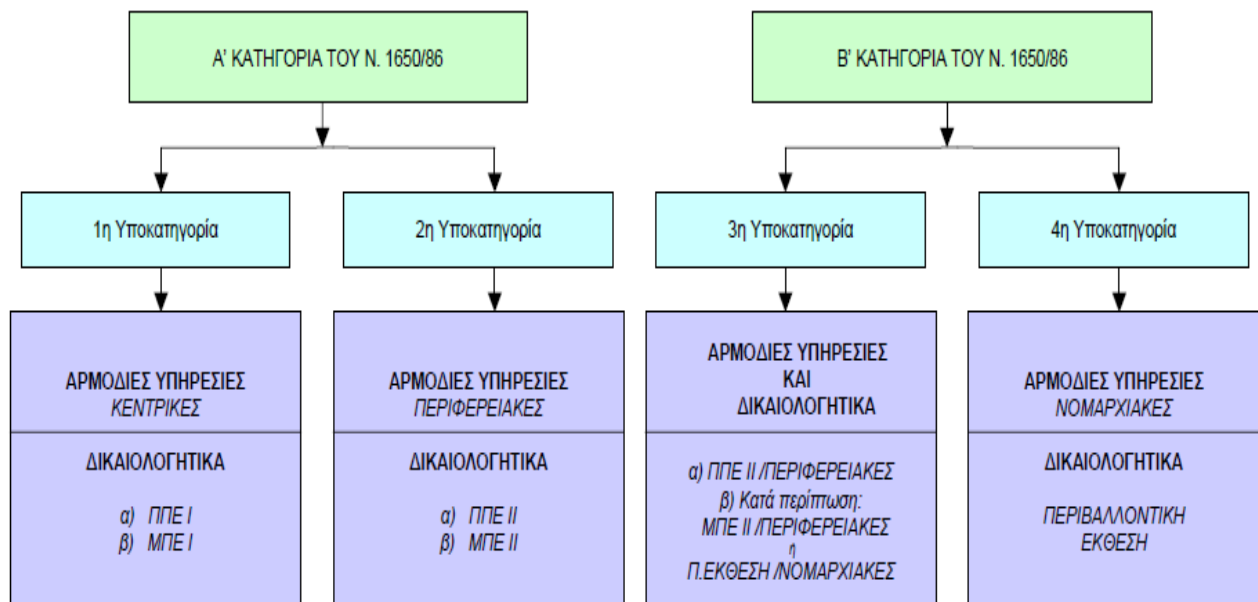 Α' ΚΑΤΗΓΟΡΙΑ ΤΟΥ Ν. 1650/86
Β' ΚΑΤΗΓΟΡΙΑ ΤΟΥ Ν. 1650/86
1η Υποκατηγορία
2η Υποκατηγορία
3η Υποκατηγορία
4η Υποκατηγορία
ΑΡΜΟΔΙΕΣ ΥΠΗΡΕΣΙΕΣ
ΚΕΝΤΡΙΚΕΣ
ΔΙΚΑΙΟΛΟΓΗΤΙΚΑ
α) ΠΠΕ Ι
β) ΜΠΕ Ι
ΑΡΜΟΔΙΕΣ ΥΠΗΡΕΣΙΕΣ
ΠΕΡΙΦΕΡΕΙΑΚΕΣ
ΔΙΚΑΙΟΛΟΓΗΤΙΚΑ
α) ΠΠΕ ΙΙ
β) ΜΠΕ ΙΙ
ΑΡΜΟΔΙΕΣ ΥΠΗΡΕΣΙΕΣ
ΚΑΙ
ΔΙΚΑΙΟΛΟΓΗΤΙΚΑ
α) ΠΠΕ ΙΙ /ΠΕΡΙΦΕΡΕΙΑΚΕΣ
β) Κατά περίπτωση:
ΜΠΕ ΙΙ /ΠΕΡΙΦΕΡΕΙΑΚΕΣ
ή
Π.ΕΚΘΕΣΗ /ΝΟΜΑΡΧΙΑΚΕΣ
ΑΡΜΟΔΙΕΣ ΥΠΗΡΕΣΙΕΣ
ΝΟΜΑΡΧΙΑΚΕΣ
ΔΙΚΑΙΟΛΟΓΗΤΙΚΑ
ΠΕΡΙΒΑΛΛΟΝΤΙΚΗ
ΕΚΘΕΣΗ